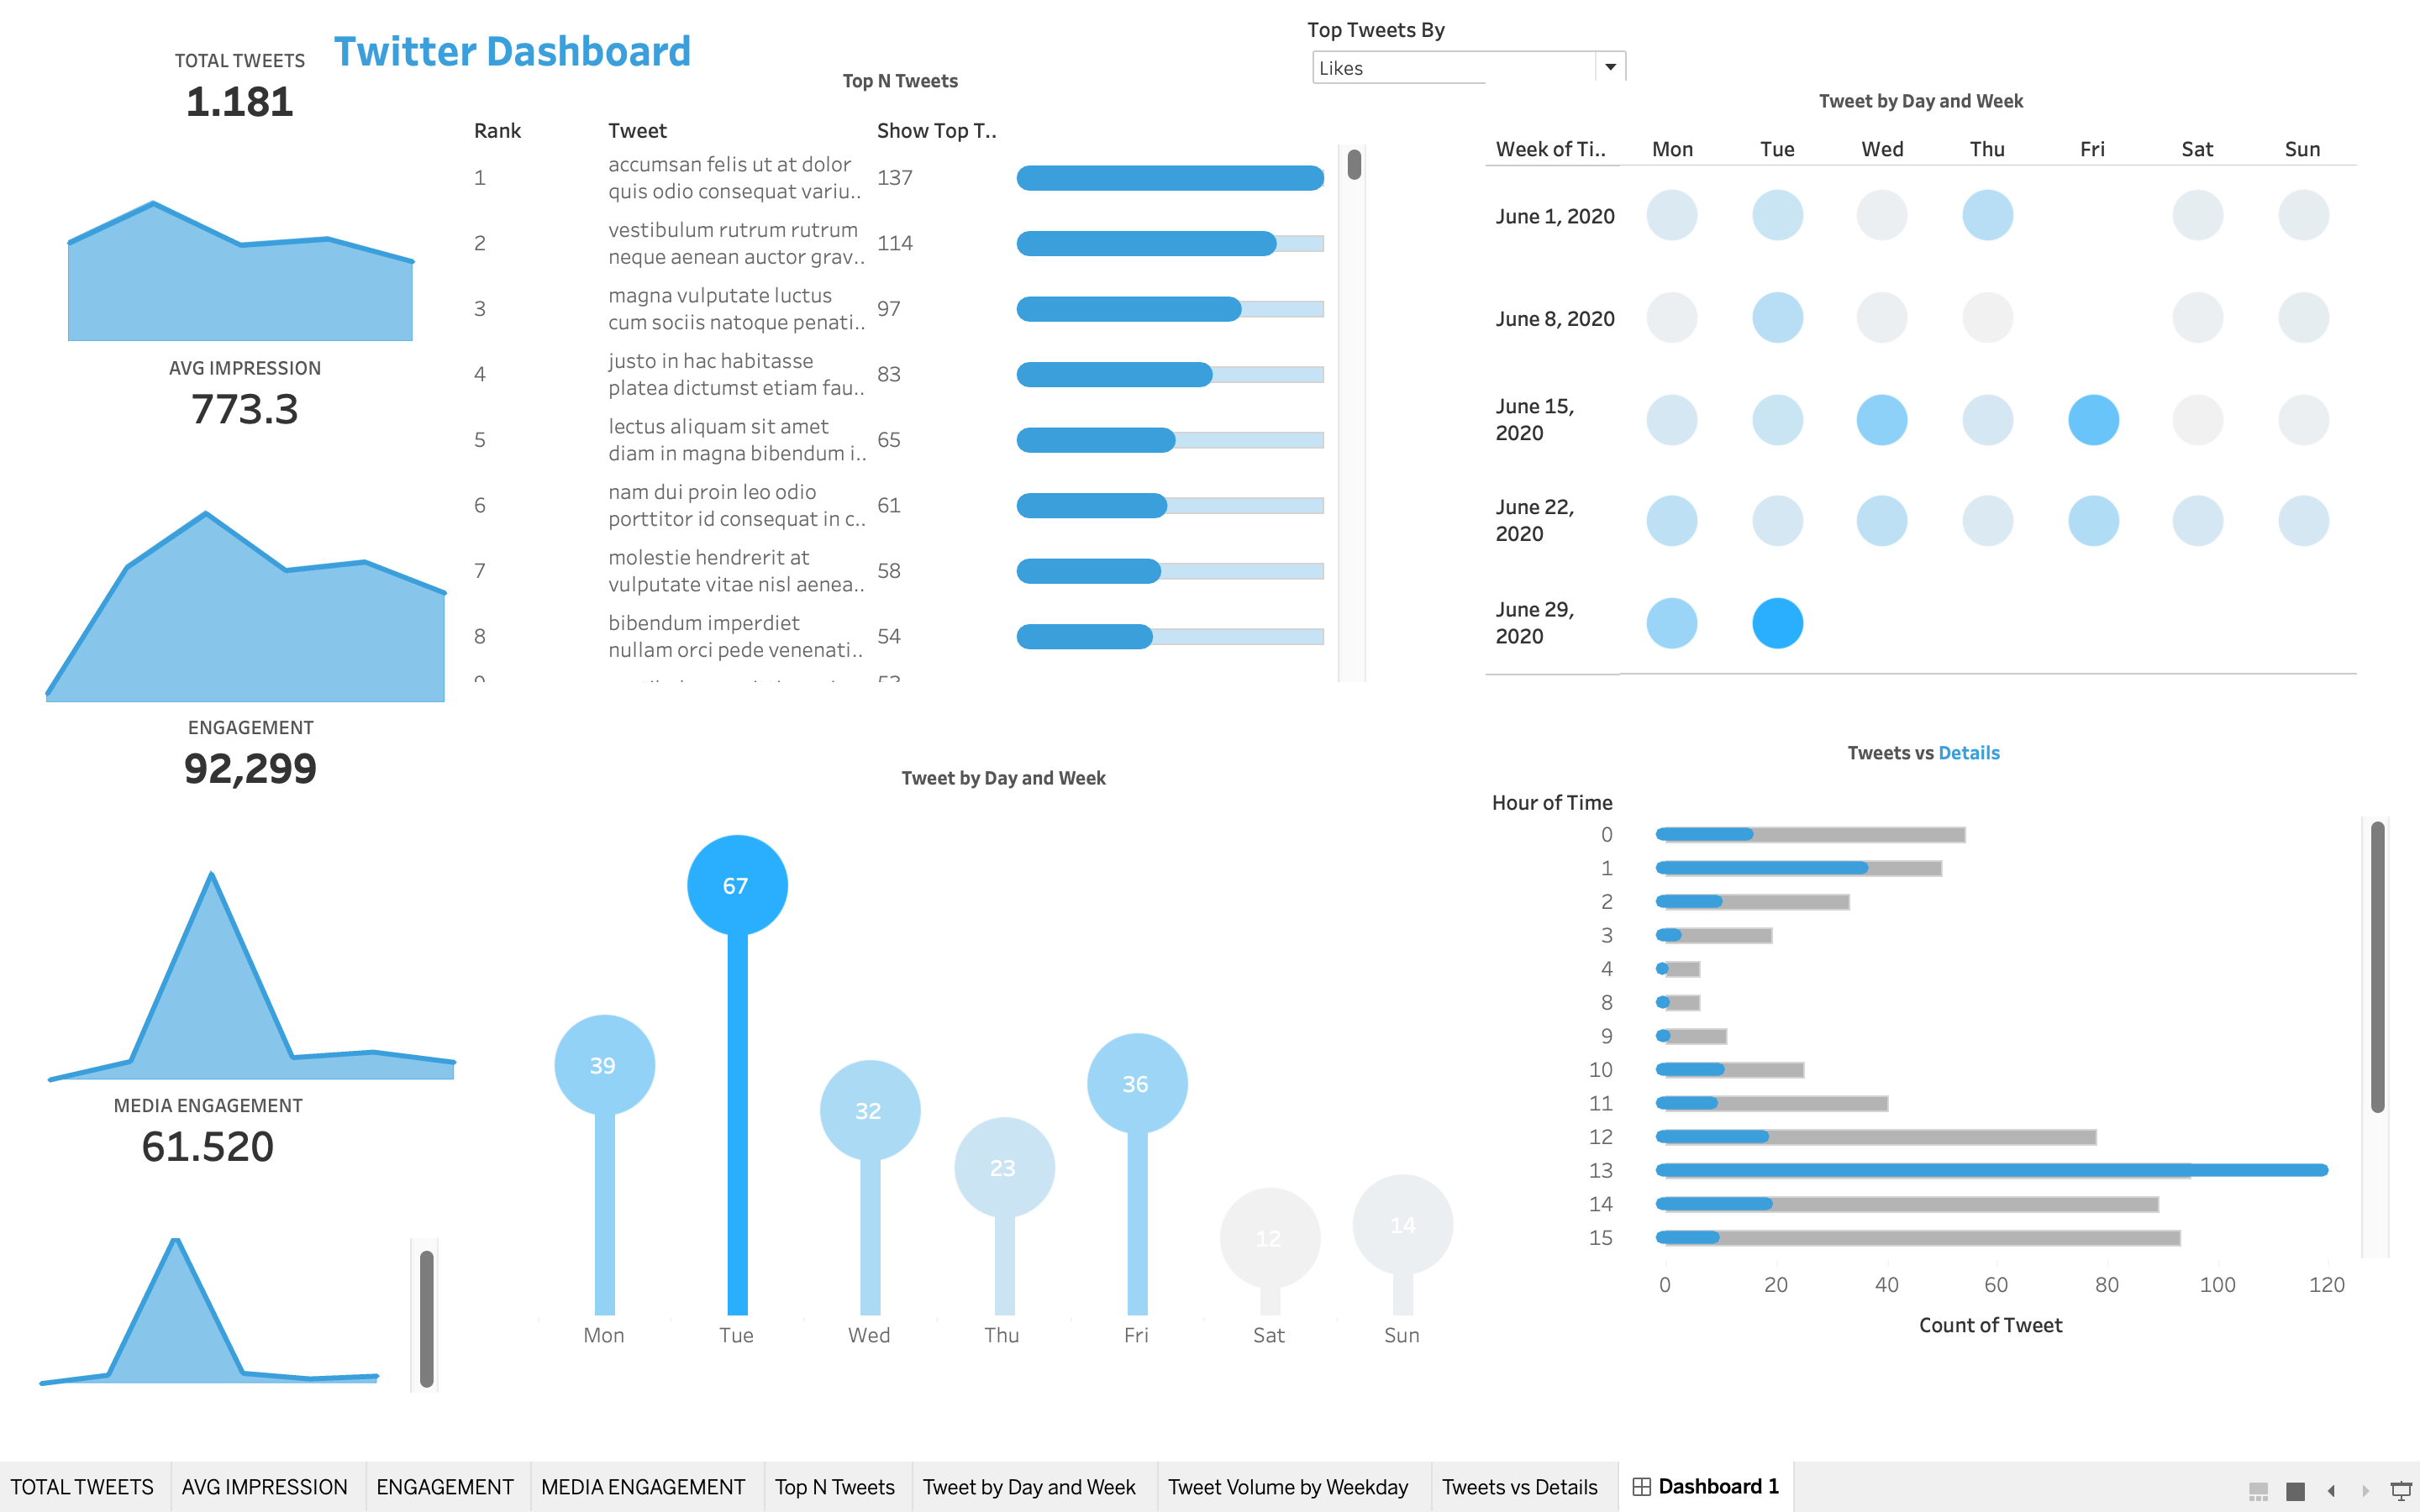 TOTAL TWEETS
1.181
Twitter Dashboard
Top Tweets By
Likes
AVG IMPRESSION
773.3
ENGAGEMENT
92,299
MEDIA ENGAGEMENT
61.520
Top N Tweets
Rank Tweet Show Top T..
1 accumsan felis ut at dolor 137
quis odio consequat variu..
2 vestibulum rutrum rutrum 114
neque aenean auctor grav..
3 magna vulputate luctus 97
cum sociis natoque penati..
4 justo in hac habitasse 83
platea dictumst etiam fau..
5 lectus aliquam sit amet 65
diam in magna bibendum i..
6 nam dui proin leo odio 61
porttitor id consequat in c..
7 molestie hendrerit at 58
vulputate vitae nisl aenea..
8 bibendum imperdiet 54
nullam orci pede venenati..
Tweet by Day and Week
Week of Ti.. Mon Tue Wed Thu Fri Sat Sun
June 1, 2020
June 8, 2020
June 15,
2020
June 22,
2020
June 29,
2020
Tweet by Day and Week
39 67 32 23 36 12 14
Mon Tue Wed Thu Fri Sat Sun
Tweets vs Details
Hour of Time
0
1
2
3
4
8
9
10
11
12
13
14
15
0 20 40 60 80 100 120
Count of Tweet
TOTAL TWEETS AVG IMPRESSION ENGAGEMENT MEDIA ENGAGEMENT Top N Tweets Tweet by Day and Week Tweet Volume by Weekday Tweets vs Details Dashboard 1